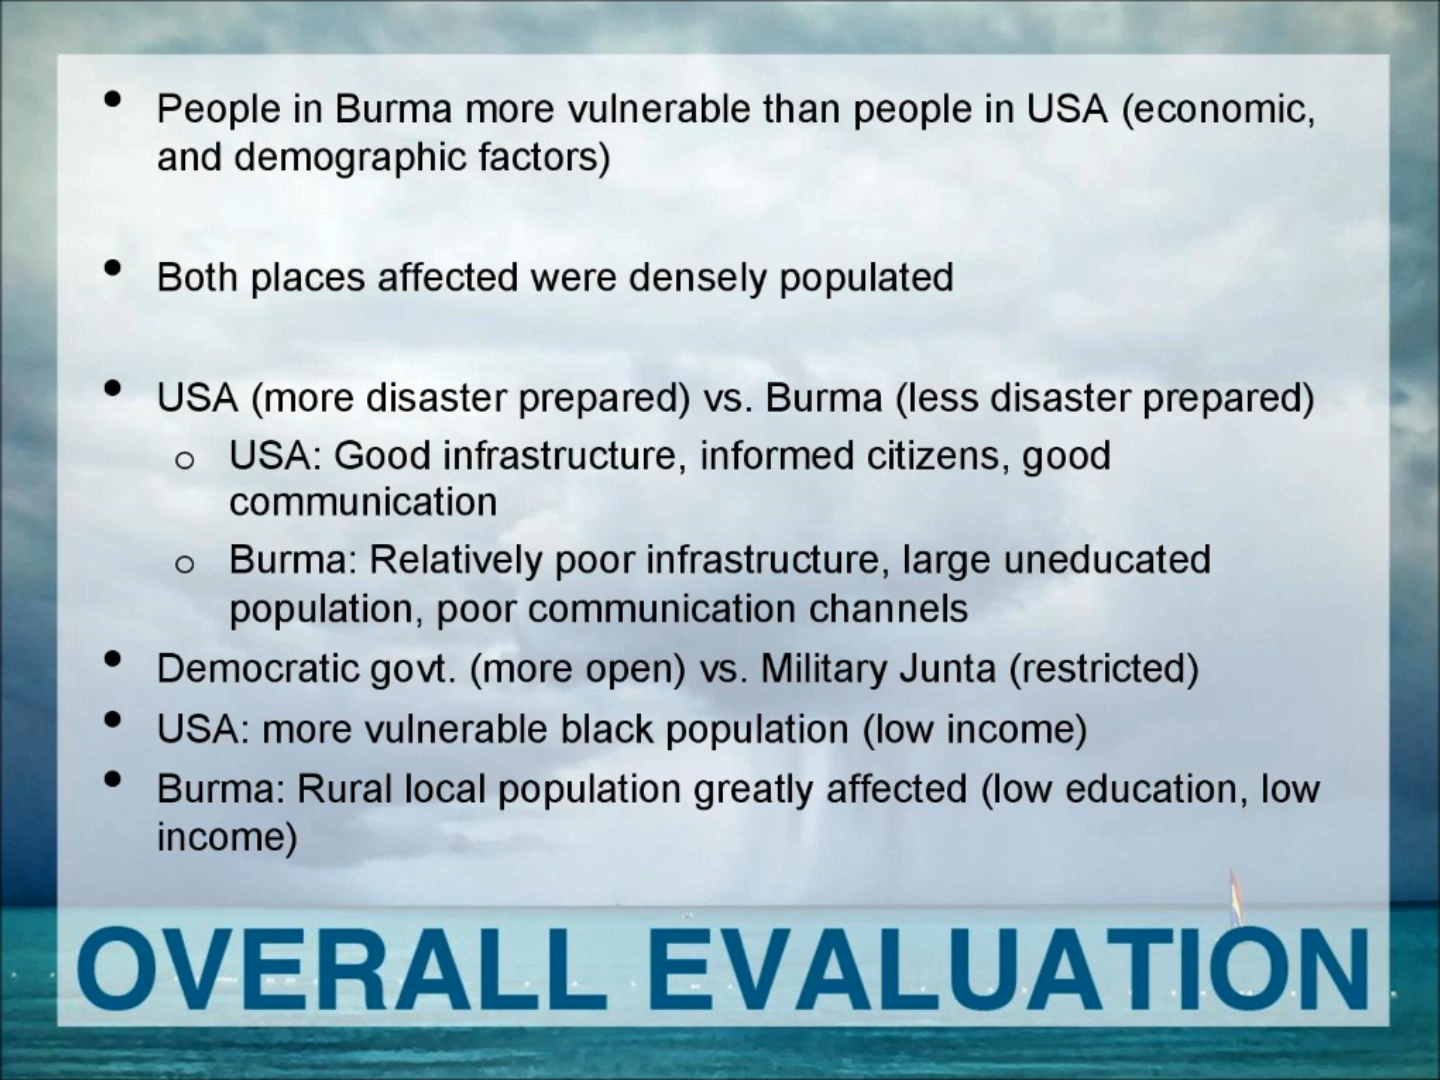 • People in Burma more vulnerable than people in USA (economic,
and demographic factors)
• Both places affected were densely populated
• USA (more disaster prepared) vs. Burma (less disaster prepared)
o USA: Good infrastructure, informed citizens, good
communication
o Burma: Relatively poor infrastructure, large uneducated
population, poor communication channels
• Democratic govt. (more open) vs. Military Junta (restricted)
• USA: more vulnerable black population (low income)
• Burma: Rural local population greatly affected (low education, low
income)
OVERALL EVALUATION